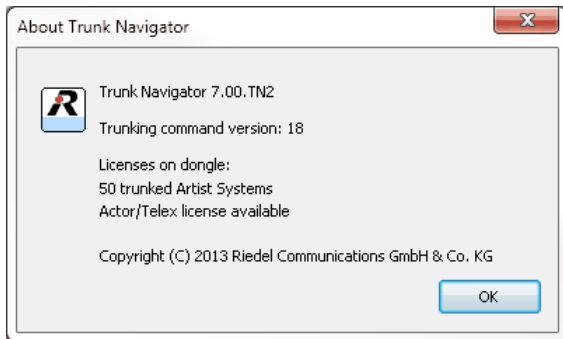 About Trunk Navigator
Trunk Navigator 7.00.TN2
Trunking command version: 18
Licenses on dongle:
50 trunked Artist Systems
Actor/Telex license available
Copyright (C) 2013 Riedel Communications GmbH & Co. KG
OK